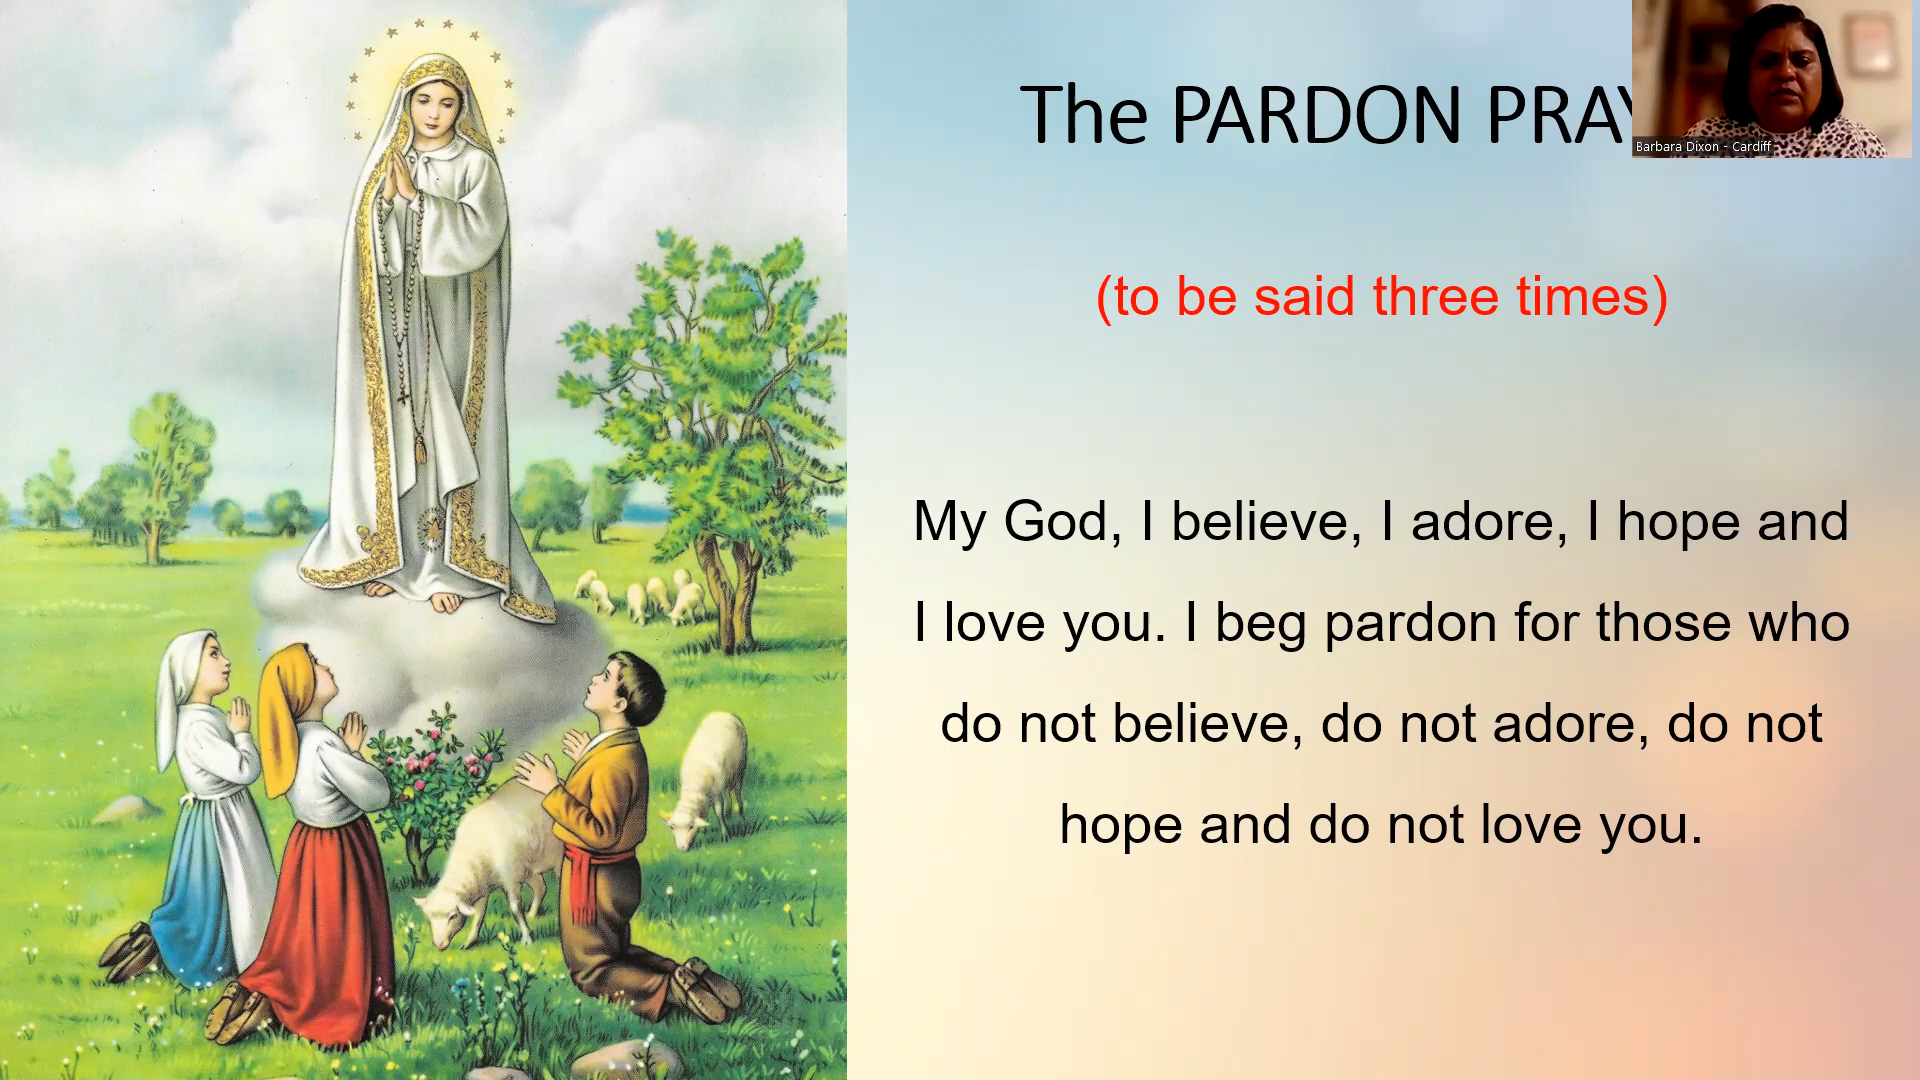 The PARDON PRAY
Barbara Dixon - Cardiff
(to be said three times)
My God, I believe, I adore, I hope and
I love you. I beg pardon for those who
do not believe, do not adore, do not
hope and do not love you.